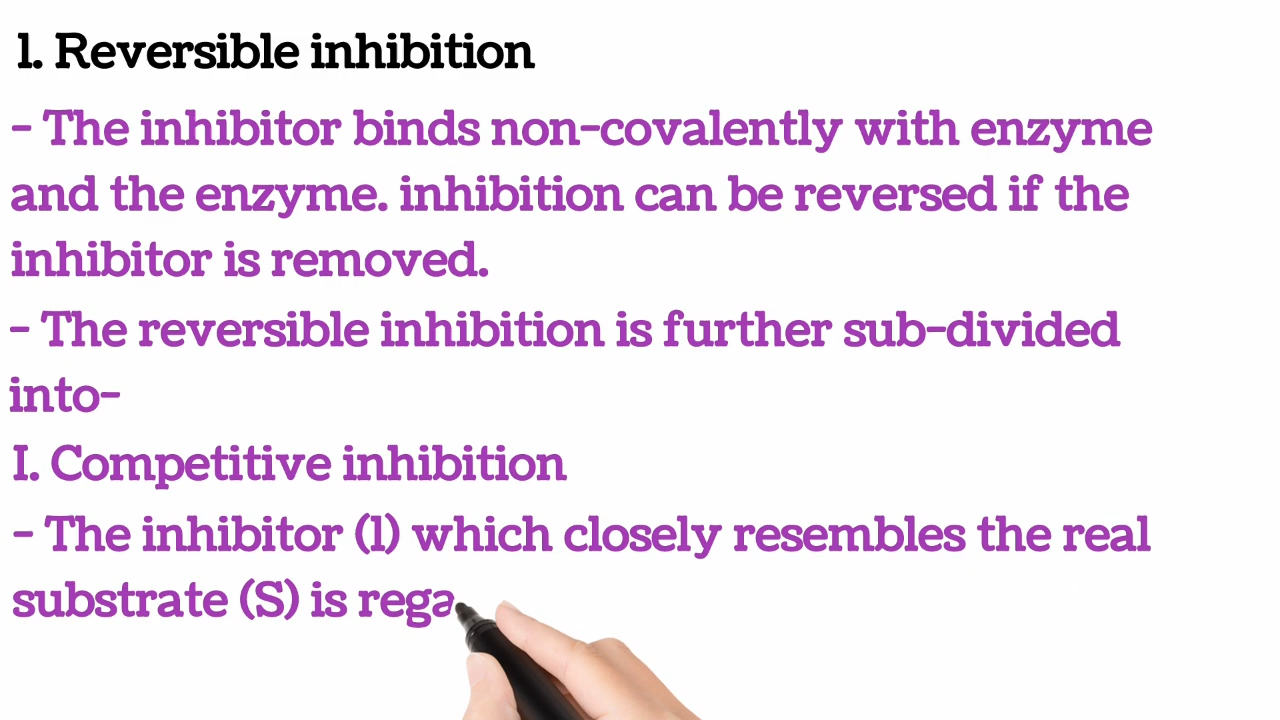 1. Reversible inhibition
- The inhibitor binds non-covalently with enzyme
and the enzyme. inhibition can be reversed if the
inhibitor is removed.
- The reversible inhibition is further sub-divided
into-
I. Competitive inhibition
- The inhibitor (1) which closely resembles the real
substrate (S) is rega